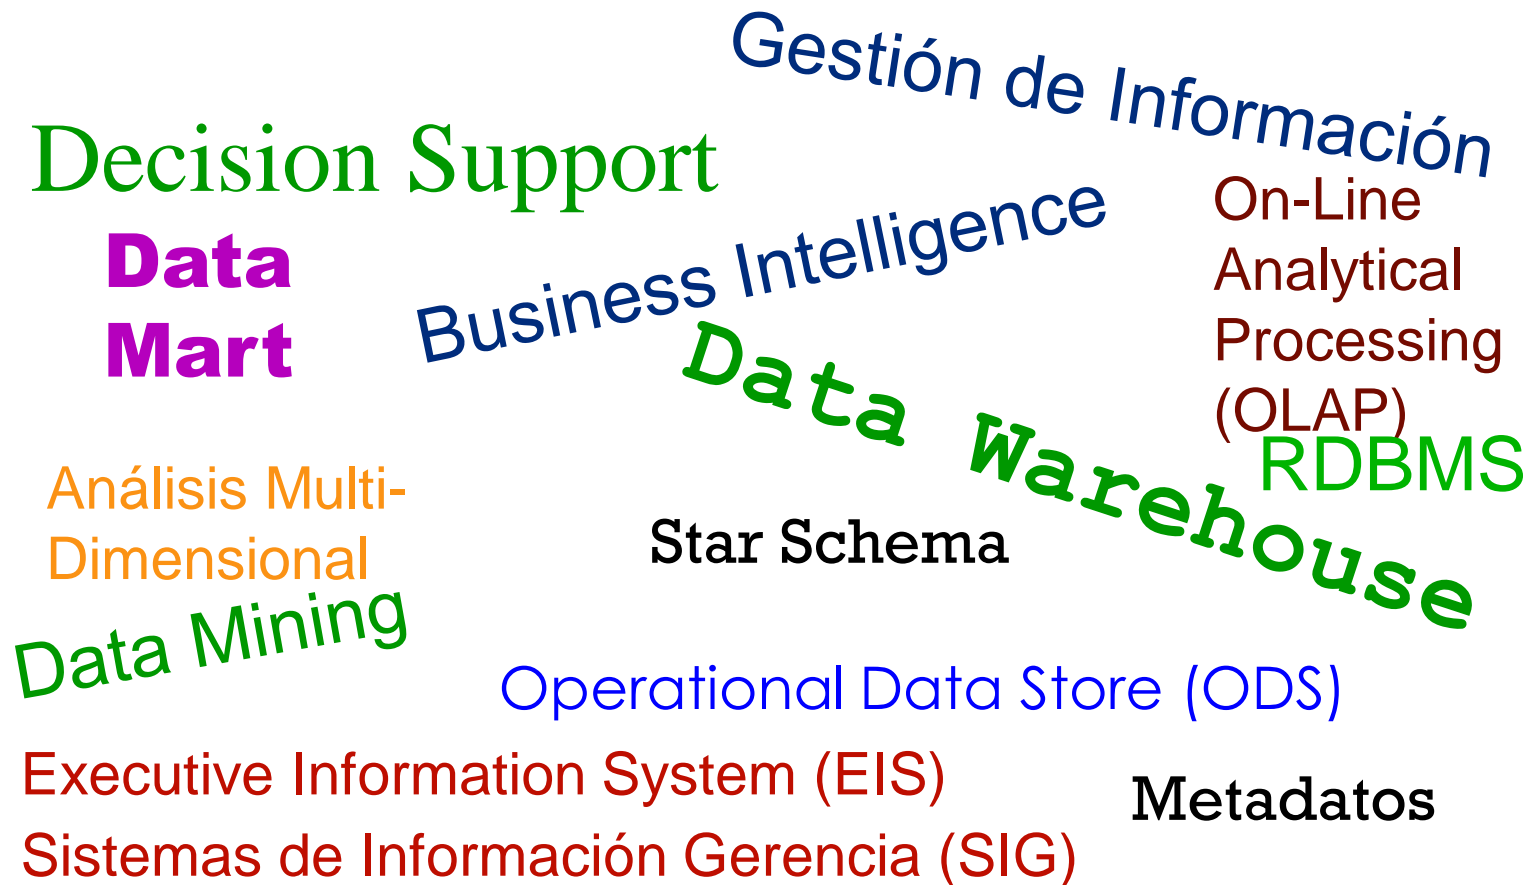 Gestión de Información
Decision Support
On-Line
Analytical
Processing
(OLAP)
Data
Mart
Business Intelligence
Data Warehouse
RDBMS
Análisis Multi-
Dimensional
Star Schema
Data Mining
Operational Data Store (ODS)
Executive Information System (EIS)
Metadatos
Sistemas de Información Gerencia (SIG)